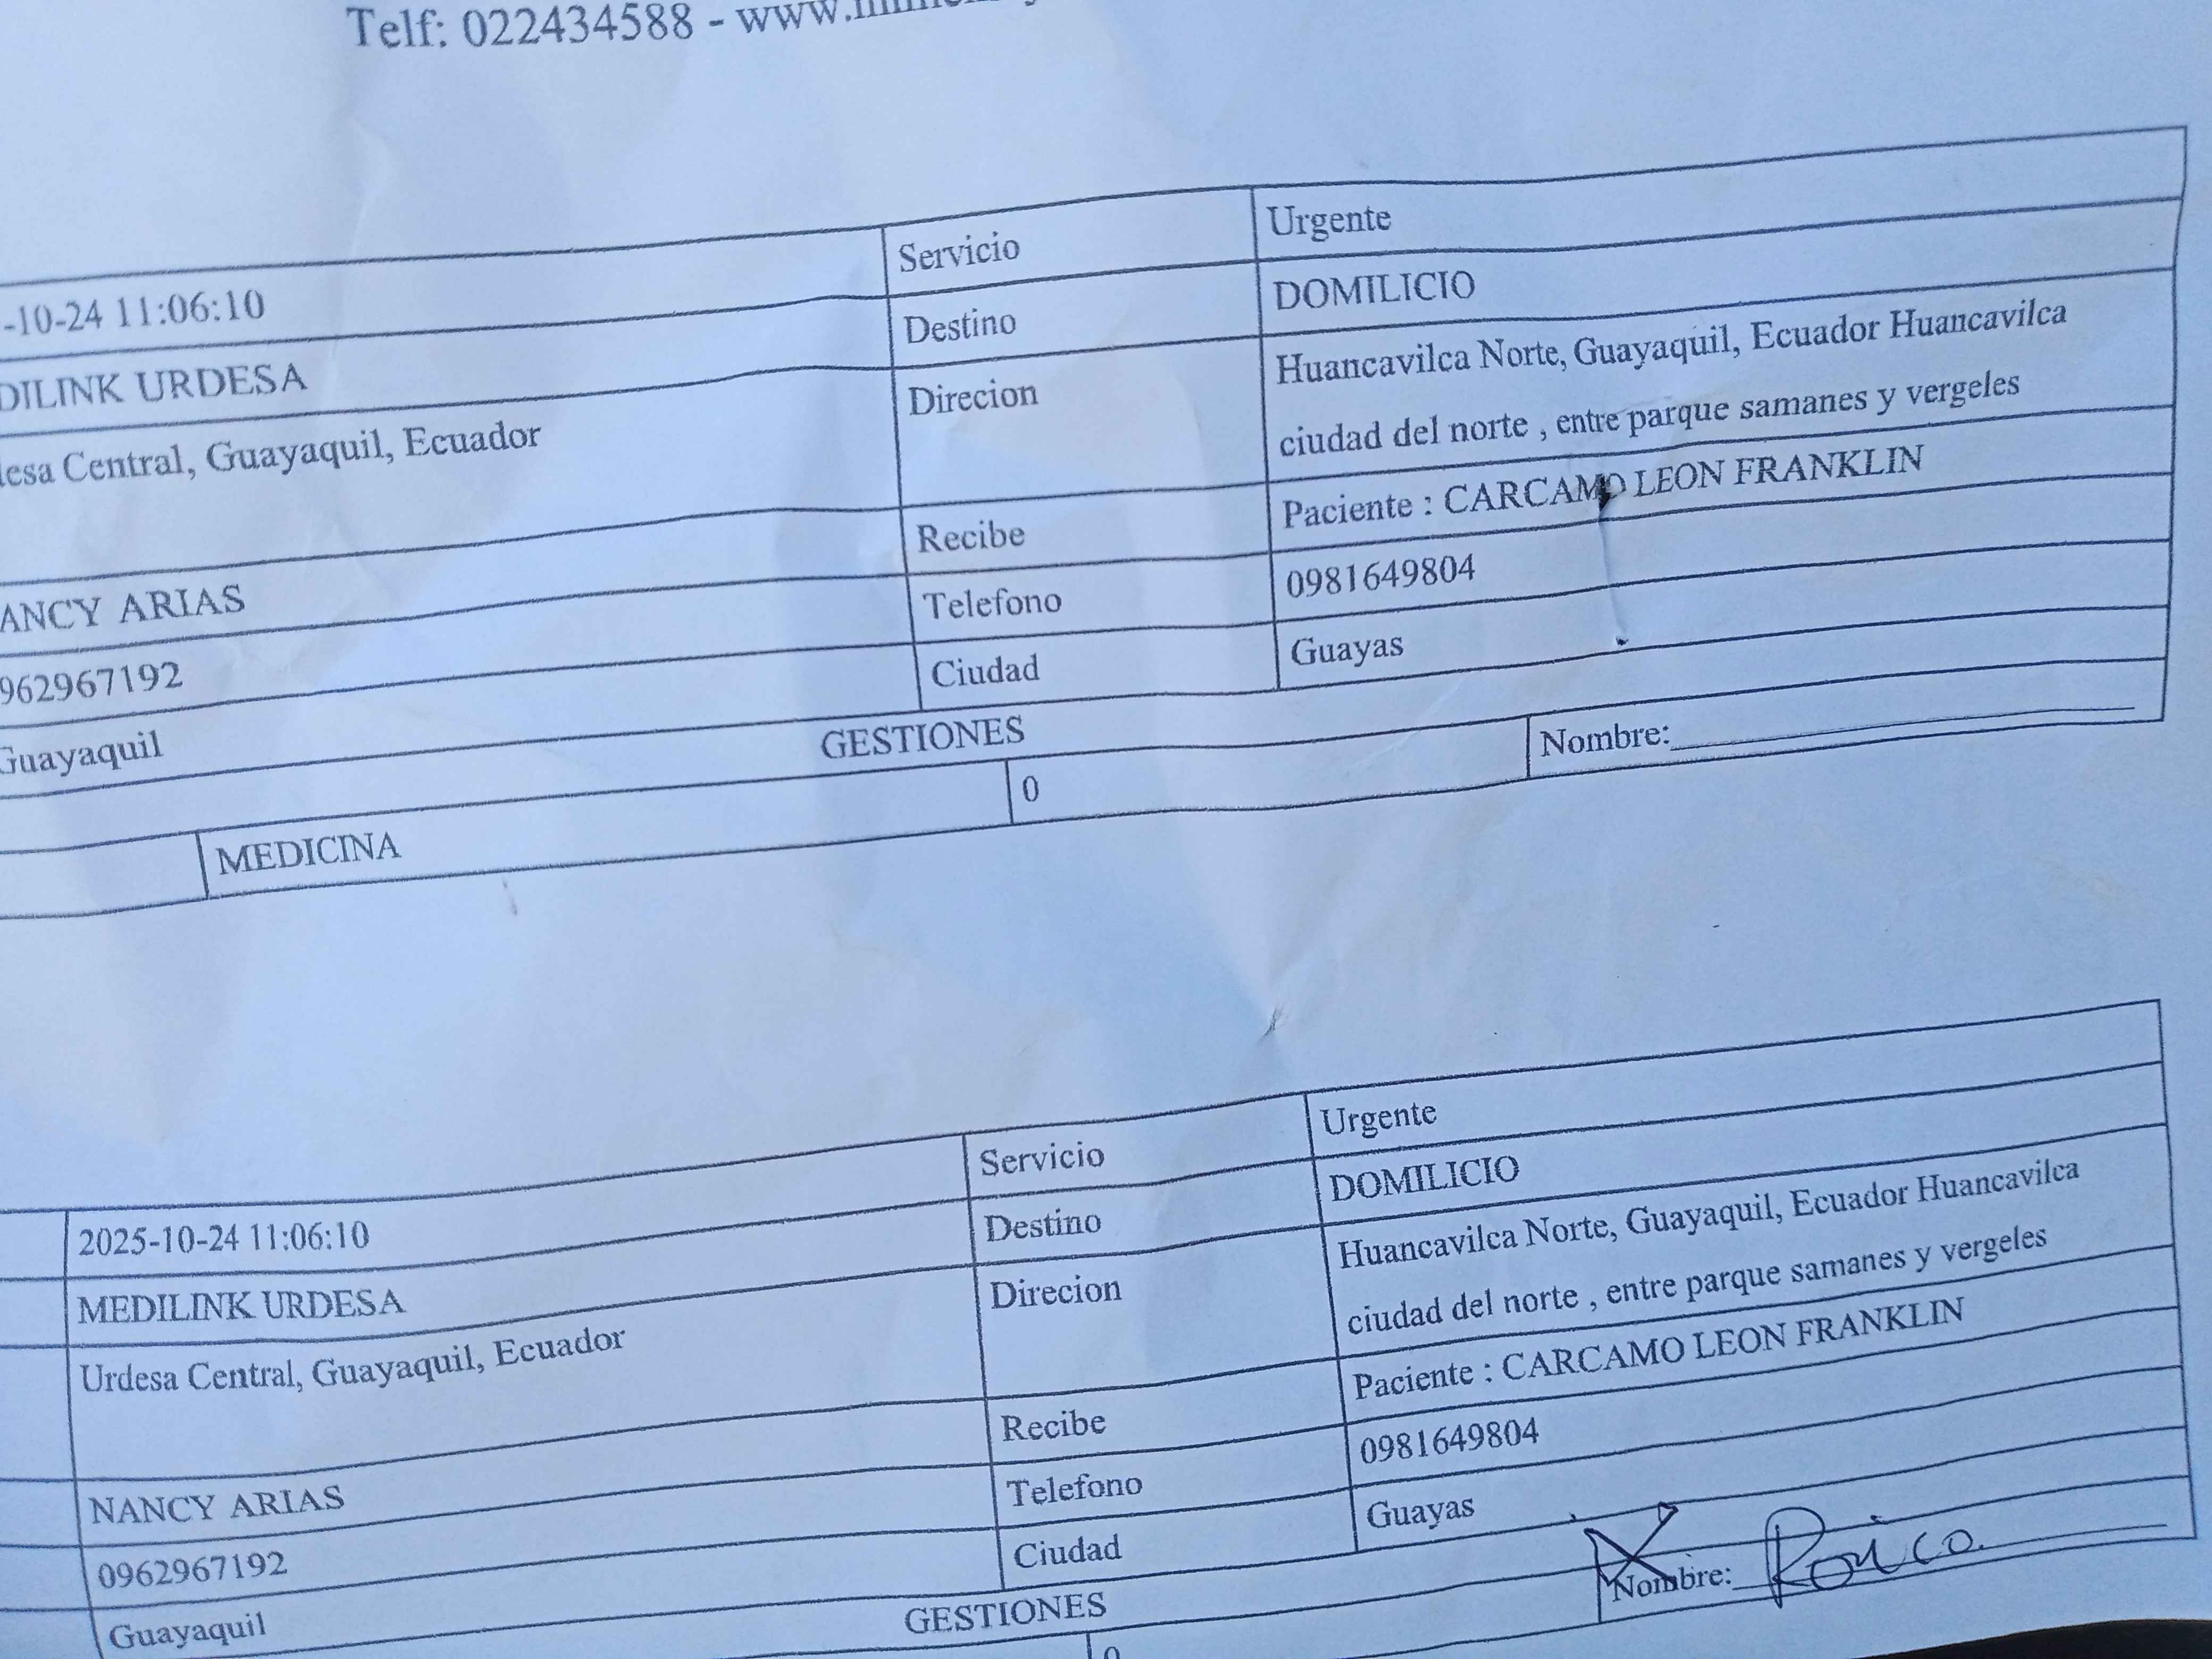 Telf: 022434588 - www.
-10-24 11:06:10 Servicio Urgente
DILINK URDESA Destino DOMILICIO
esa Central, Guayaquil, Ecuador Direcion Huancavilca Norte, Guayaquil, Ecuador Huancavilca
ciudad del norte , entre parque samanes y vergeles
ANCY ARIAS Recibe Paciente : CARCAMO LEON FRANKLIN
962967192 Telefono 0981649804
Guayaquil Ciudad Guayas
GESTIONES
MEDICINA 0 Nombre:
2025-10-24 11:06:10 Servicio Urgente
MEDILINK URDESA Destino DOMILICIO
Urdesa Central, Guayaquil, Ecuador Direcion Huancavilca Norte, Guayaquil, Ecuador Huancavilca
ciudad del norte , entre parque samanes y vergeles
NANCY ARIAS Recibe Paciente : CARCAMO LEON FRANKLIN
0962967192 Telefono 0981649804
Guayaquil Ciudad Guayas
GESTIONES
0 Nombre: